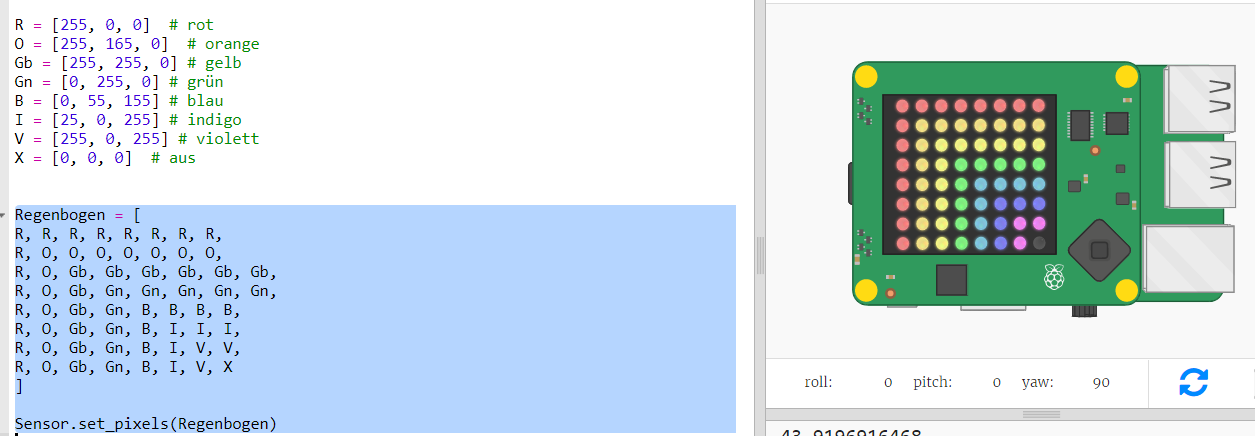 R = [255, 0, 0]  # rot
O = [255, 165, 0]  # orange
Gb = [255, 255, 0] # gelb
Gn = [0, 255, 0] # grün
B = [0, 55, 155] # blau
I = [25, 0, 255] # indigo
V = [255, 0, 255] # violett
X = [0, 0, 0]  # aus
Regenbogen = [
R, R, R, R, R, R, R, R,
R, O, O, O, O, O, O, O,
R, O, Gb, Gb, Gb, Gb, Gb, Gb,
R, O, Gb, Gn, Gn, Gn, Gn, Gn,
R, O, Gb, Gn, B, B, B, B,
R, O, Gb, Gn, B, I, I, I,
R, O, Gb, Gn, B, I, V, V,
R, O, Gb, Gn, B, I, V, X
]
Sensor.set_pixels(Regenbogen)
roll: 0 pitch: 0 yaw: 90